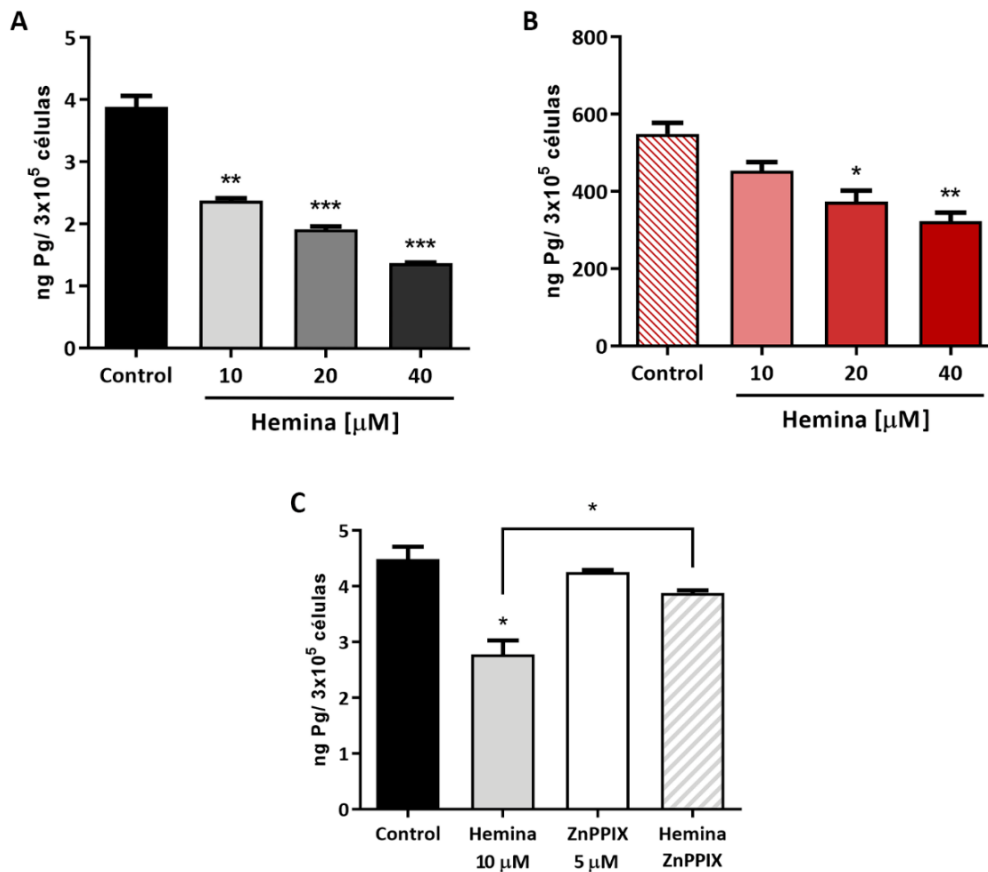 A
ng Pg/ 3x10⁵ células
5
4
3
2
1
0
**
***
***
Control 10 20 40
Hemina [μM]
B
ng Pg/ 3x10⁵ células
800
600
400
200
0
*
**
Control 10 20 40
Hemina [μM]
C
ng Pg/ 3x10⁵ células
5
4
3
2
1
0
*
*
Control Hemina ZnPPIX Hemina
10 μM 5 μM ZnPPIX